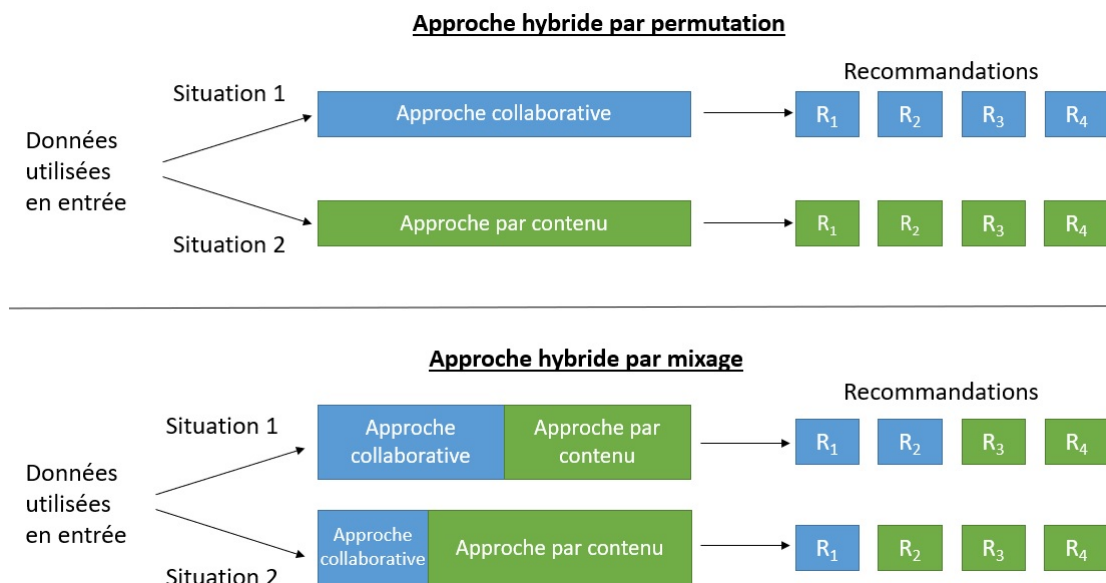 Approche hybride par permutation
Recommandations
Situation 1
Approche collaborative
R₁ R₂ R₃ R₄
Données
utilisées
en entrée
Approche par contenu
R₁ R₂ R₃ R₄
Situation 2
Approche hybride par mixage
Recommandations
Situation 1
Approche
collaborative
Approche par
contenu
R₁ R₂ R₃ R₄
Données
utilisées
en entrée
Approche
collaborative
Approche par contenu
R₁ R₂ R₃ R₄
Situation 2